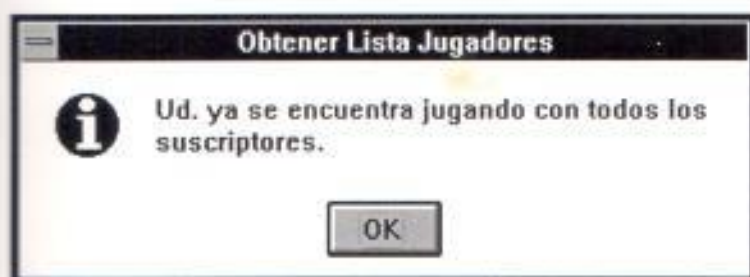 Obtener Lista Jugadores
Ud. ya se encuentra jugando con todos los
suscriptores.
OK